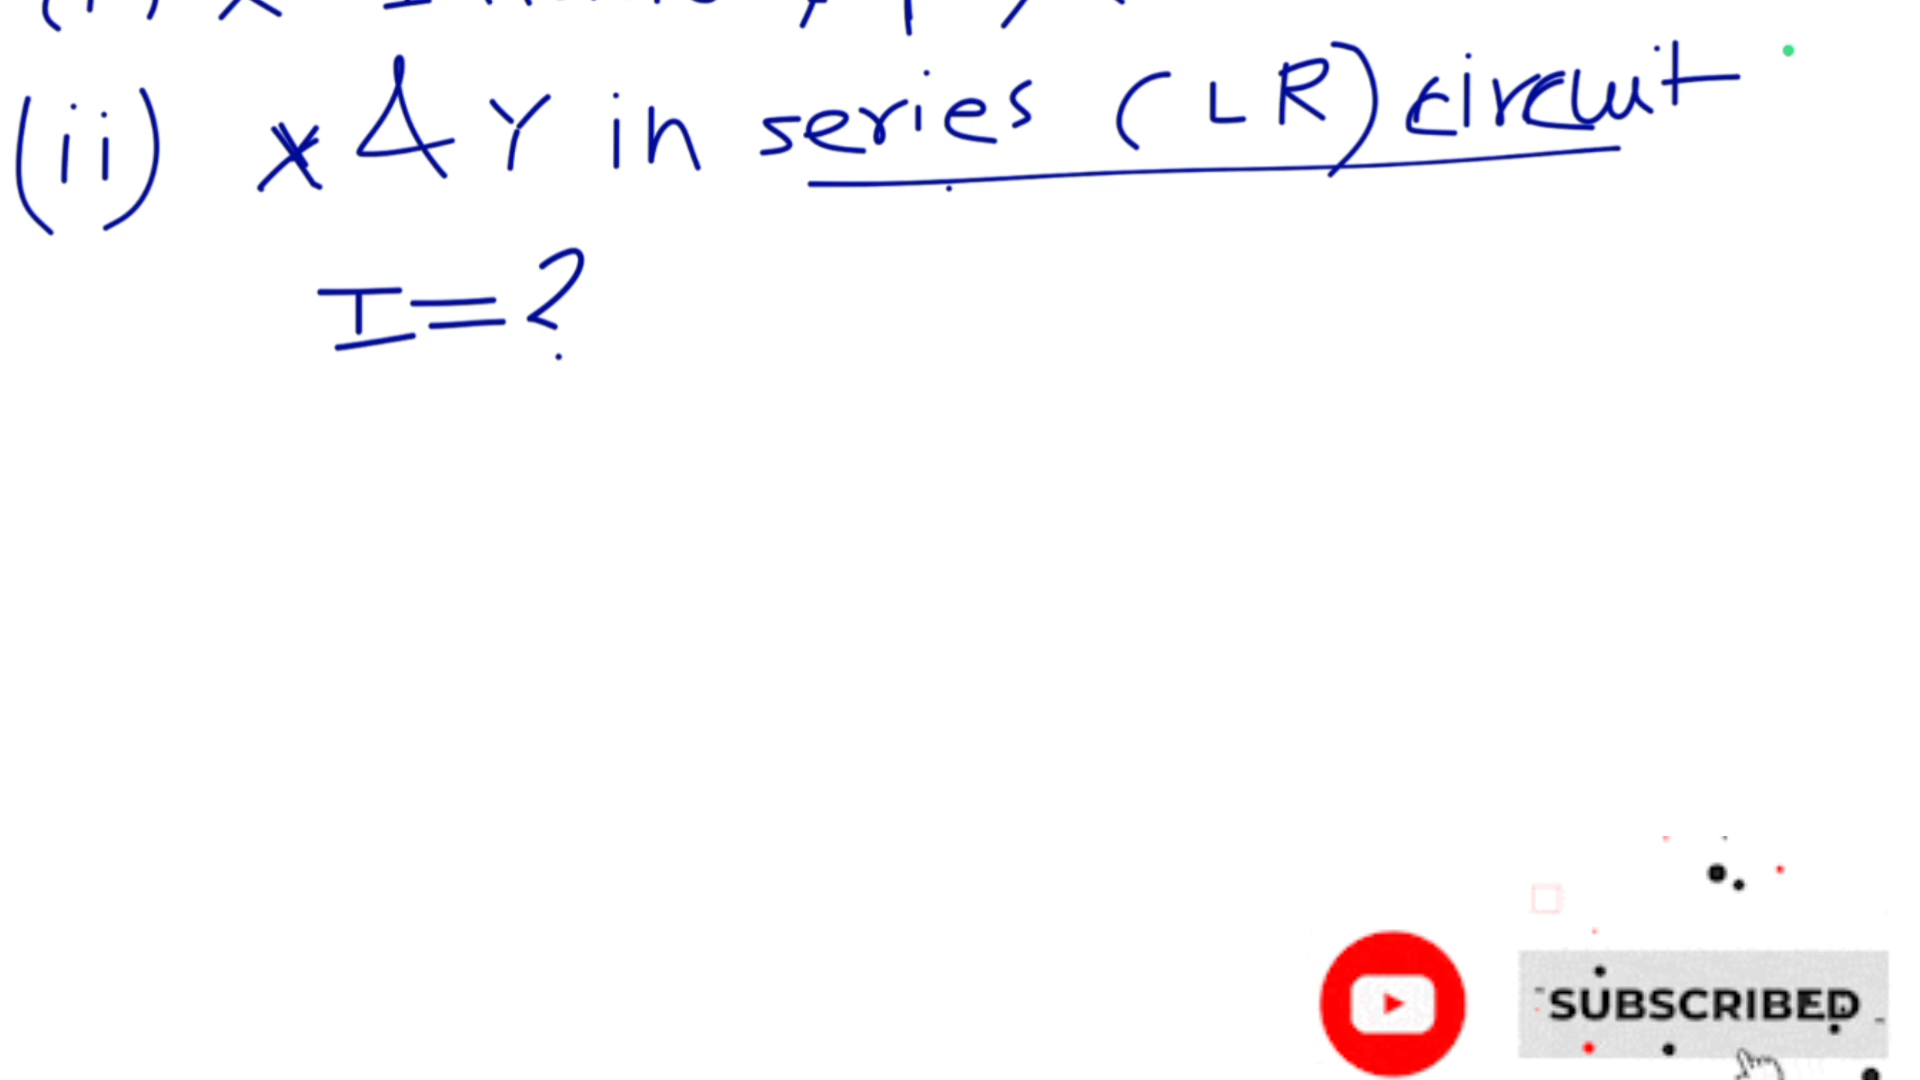 (ii) x & Y in series (LR) circuit
I=?
SUBSCRIBED